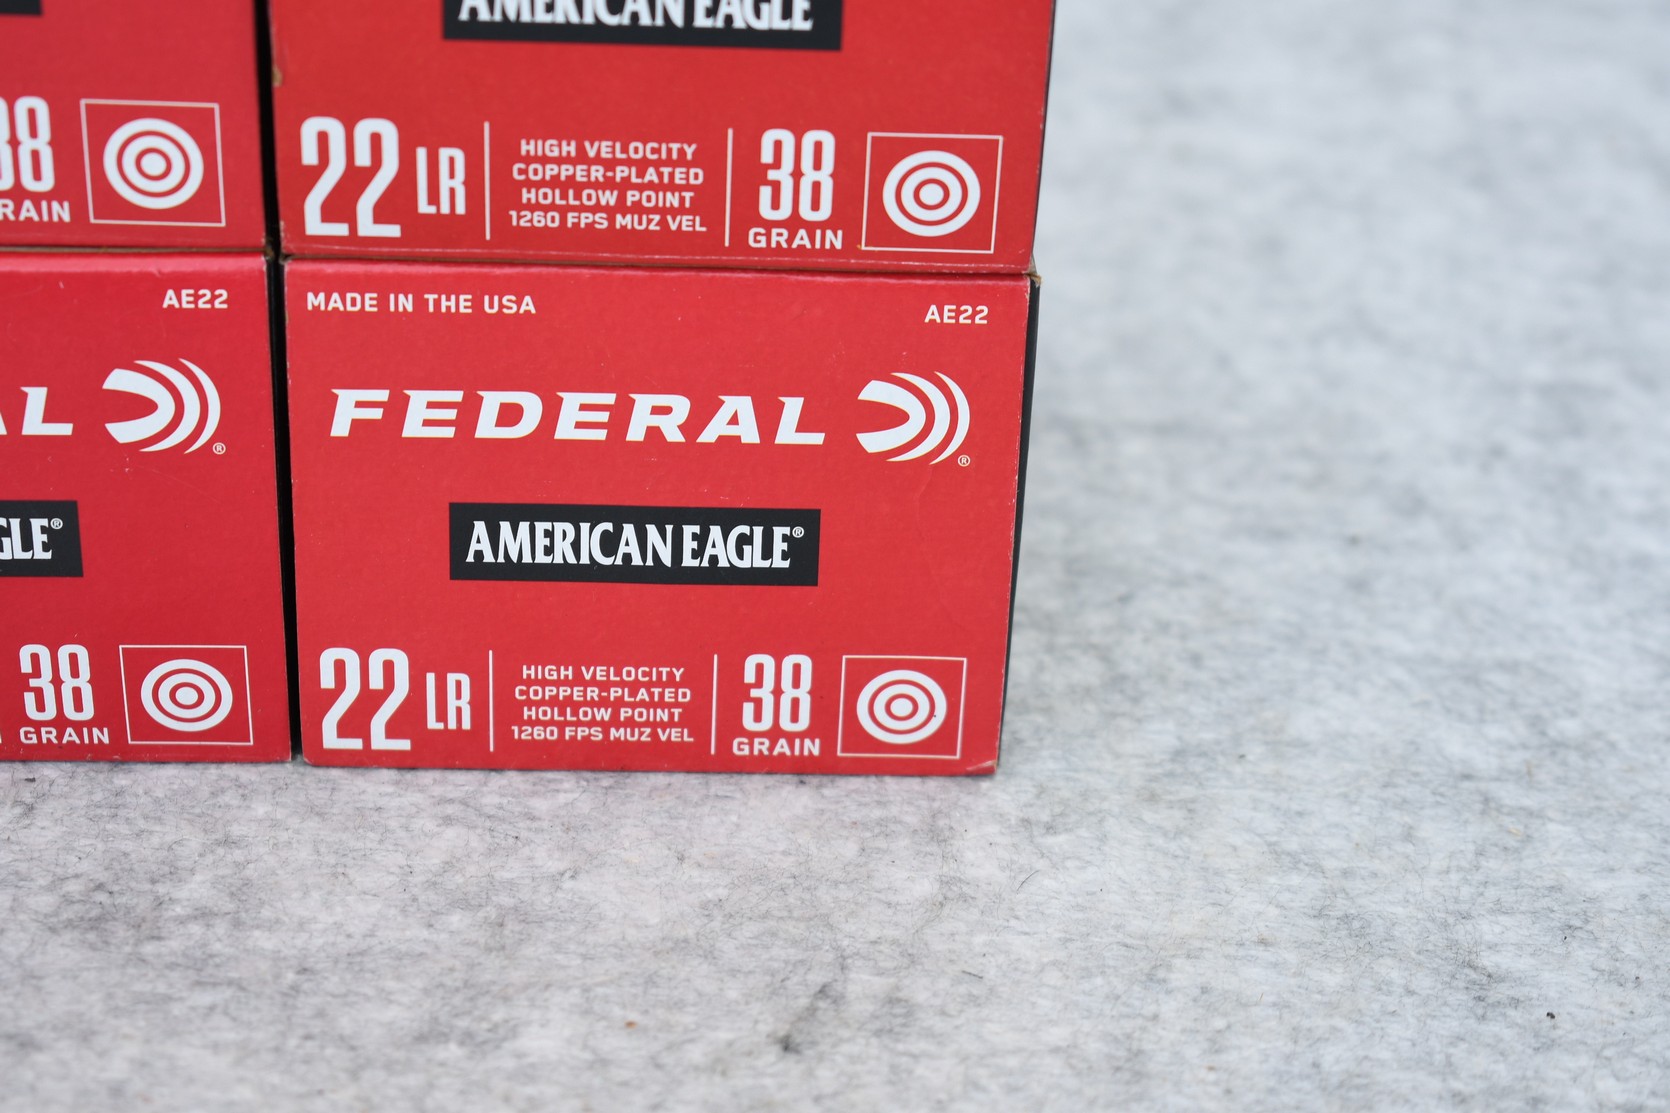 AMERICAN EAGLE
38
GRAIN
22 LR
HIGH VELOCITY
COPPER-PLATED
HOLLOW POINT
1260 FPS MUZ VEL
38
GRAIN
AE22
MADE IN THE USA
AE22
FEDERAL®
AMERICAN EAGLE®
38
GRAIN
22 LR
HIGH VELOCITY
COPPER-PLATED
HOLLOW POINT
1260 FPS MUZ VEL
38
GRAIN